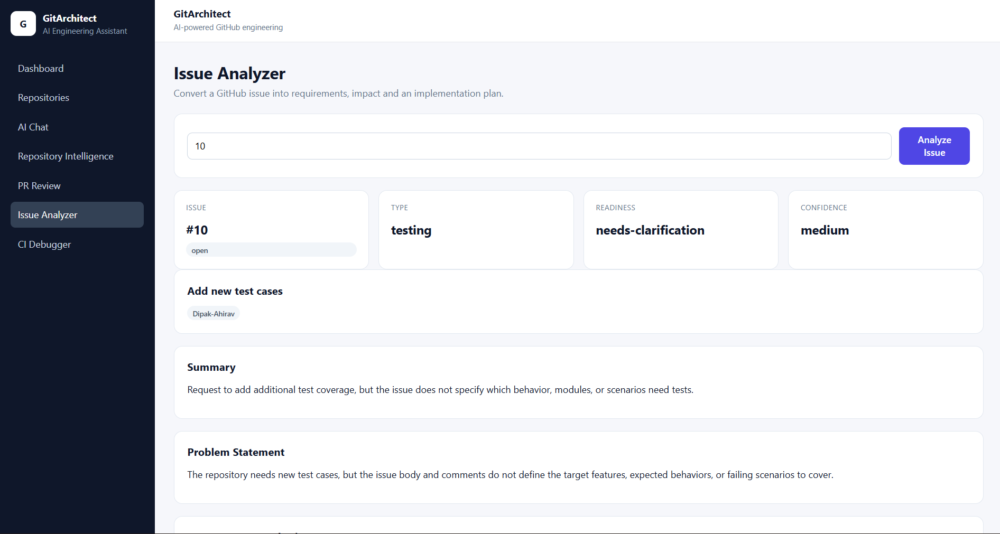 G
GitArchitect
AI Engineering Assistant
Dashboard
Repositories
AI Chat
Repository Intelligence
PR Review
Issue Analyzer
CI Debugger
GitArchitect
AI-powered GitHub engineering
Issue Analyzer
Convert a GitHub issue into requirements, impact and an implementation plan.
10
Analyze
Issue
ISSUE
#10
open
TYPE
testing
READINESS
needs-clarification
CONFIDENCE
medium
Add new test cases
Dipak-Ahirav
Summary
Request to add additional test coverage, but the issue does not specify which behavior, modules, or scenarios need tests.
Problem Statement
The repository needs new test cases, but the issue body and comments do not define the target features, expected behaviors, or failing scenarios to cover.